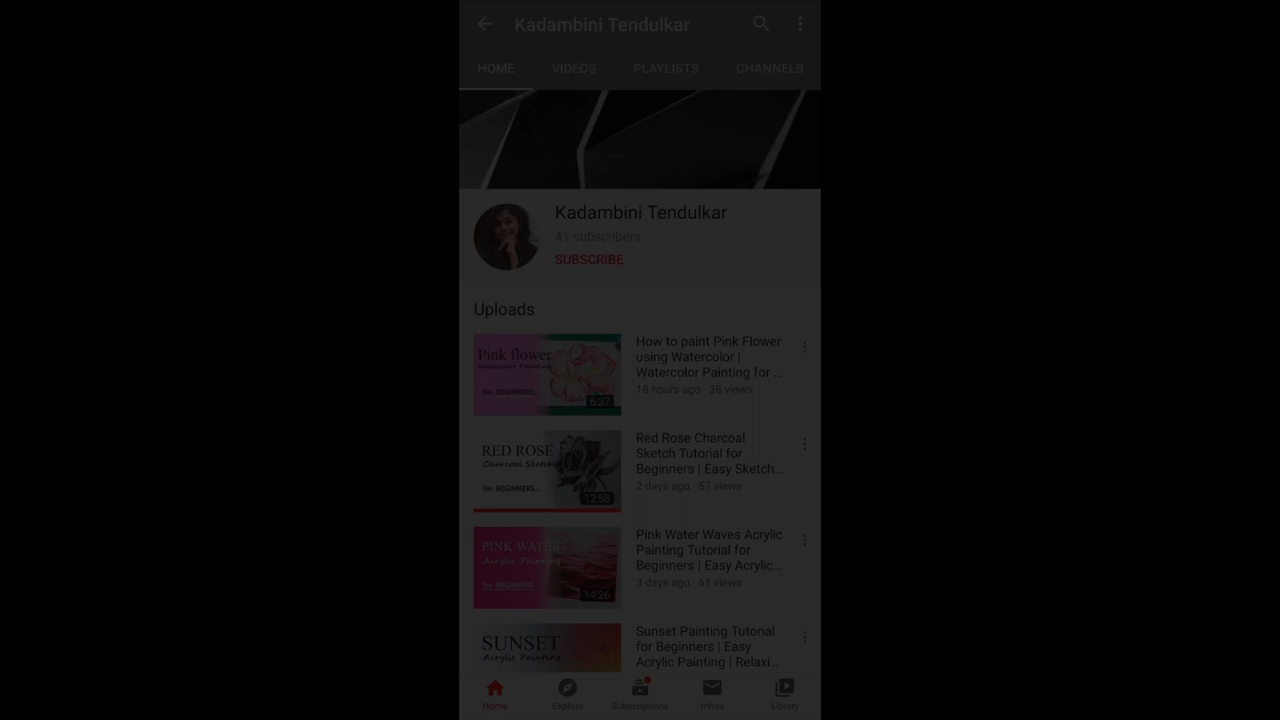 Kadambini Tendulkar
HOME VIDEOS PLAYLISTS CHANNELS
Kadambini Tendulkar
41 subscribers
SUBSCRIBE
Uploads
Pink flower
Watercolor Painting
for BEGINNERS...
6:37
How to paint Pink Flower
using Watercolor |
Watercolor Painting for ...
18 hours ago · 38 views
RED ROSE
Charcoal Sketch
for BEGINNERS...
12:58
Red Rose Charcoal
Sketch Tutorial for
Beginners | Easy Sketch...
2 days ago · 57 views
PINK WATER
Acrylic Painting
for BEGINNERS...
14:26
Pink Water Waves Acrylic
Painting Tutorial for
Beginners | Easy Acrylic...
3 days ago · 61 views
SUNSET
Acrylic Painting
Sunset Painting Tutorial
for Beginners | Easy
Acrylic Painting | Relaxi...
Home Explore Subscriptions Inbox Library